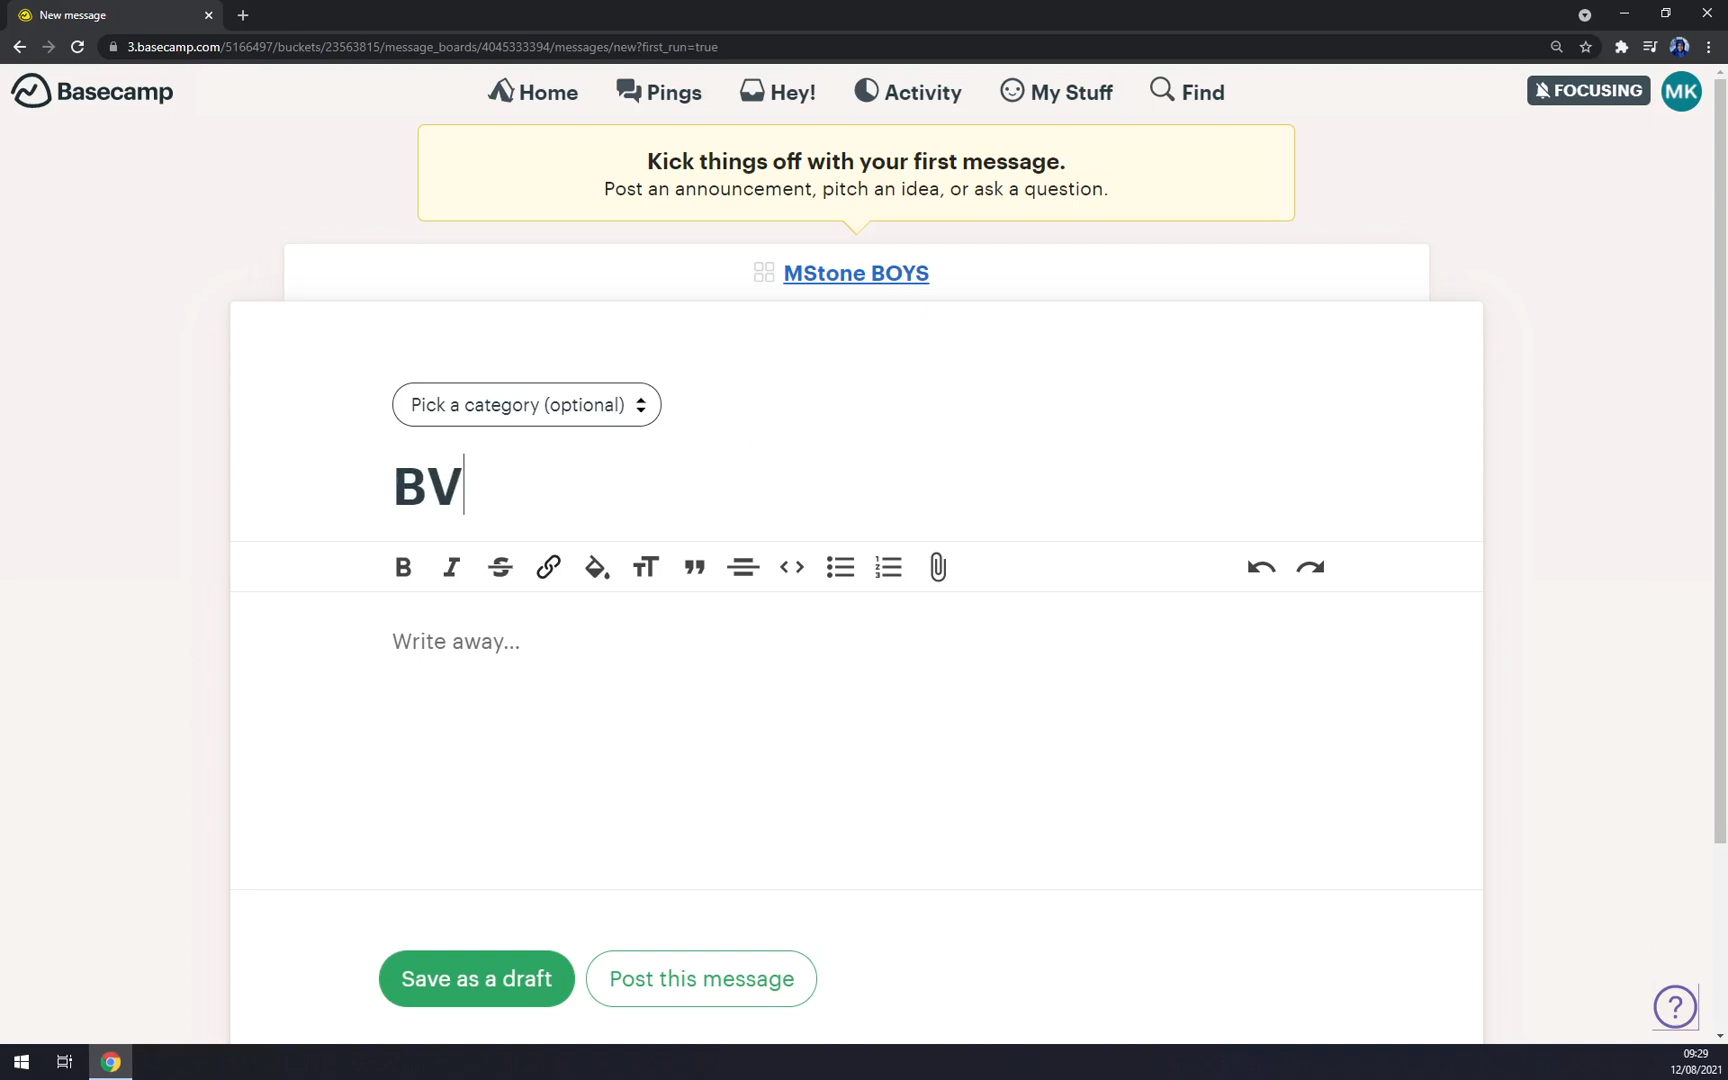 New message
3.basecamp.com/5166497/buckets/23563815/message_boards/4045333394/messages/new?first_run=true
Basecamp
Home
Pings
Hey!
Activity
My Stuff
Find
FOCUSING
MK
Kick things off with your first message.
Post an announcement, pitch an idea, or ask a question.
MStone BOYS
Pick a category (optional)
BV
Write away...
Save as a draft
Post this message
?
09:29
12/08/2021